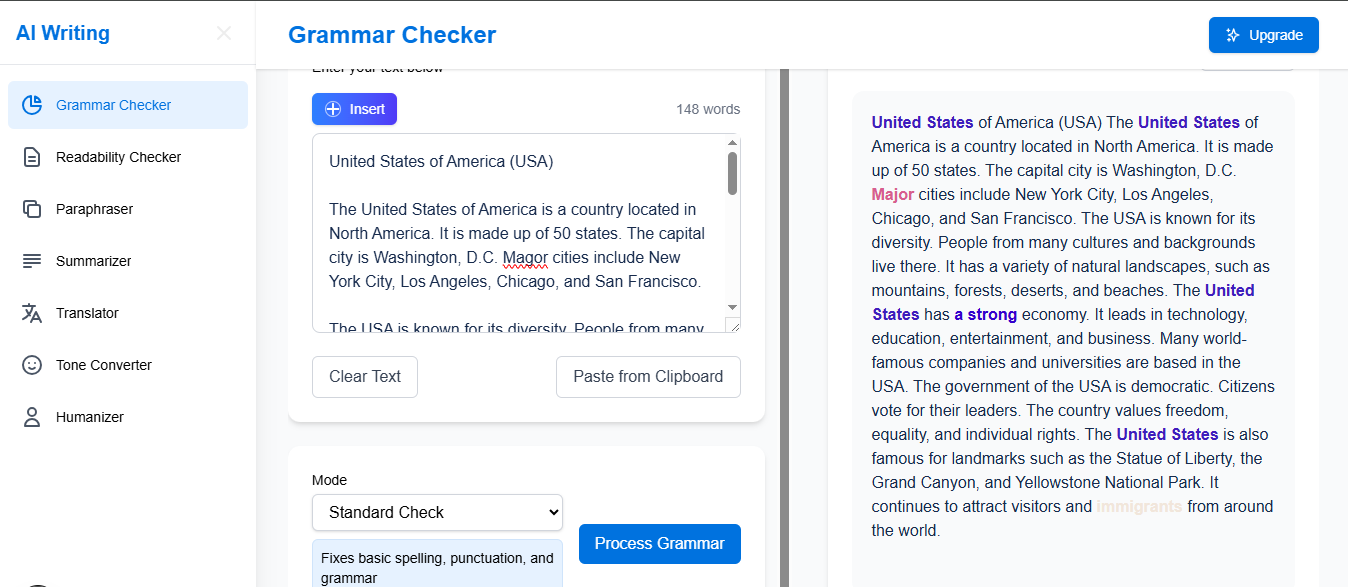 AI Writing
Grammar Checker
Readability Checker
Paraphraser
Summarizer
Translator
Tone Converter
Humanizer
Grammar Checker
Upgrade
Enter your text below
Insert
148 words
United States of America (USA)
The United States of America is a country located in
North America. It is made up of 50 states. The capital
city is Washington, D.C. Magor cities include New
York City, Los Angeles, Chicago, and San Francisco.
The USA is known for its diversity. People from many
Clear Text
Paste from Clipboard
Mode
Standard Check
Process Grammar
Fixes basic spelling, punctuation, and
grammar
United States of America (USA) The United States of
America is a country located in North America. It is made
up of 50 states. The capital city is Washington, D.C.
Major cities include New York City, Los Angeles,
Chicago, and San Francisco. The USA is known for its
diversity. People from many cultures and backgrounds
live there. It has a variety of natural landscapes, such as
mountains, forests, deserts, and beaches. The United
States has a strong economy. It leads in technology,
education, entertainment, and business. Many world-
famous companies and universities are based in the
USA. The government of the USA is democratic. Citizens
vote for their leaders. The country values freedom,
equality, and individual rights. The United States is also
famous for landmarks such as the Statue of Liberty, the
Grand Canyon, and Yellowstone National Park. It
continues to attract visitors and immigrants from around
the world.